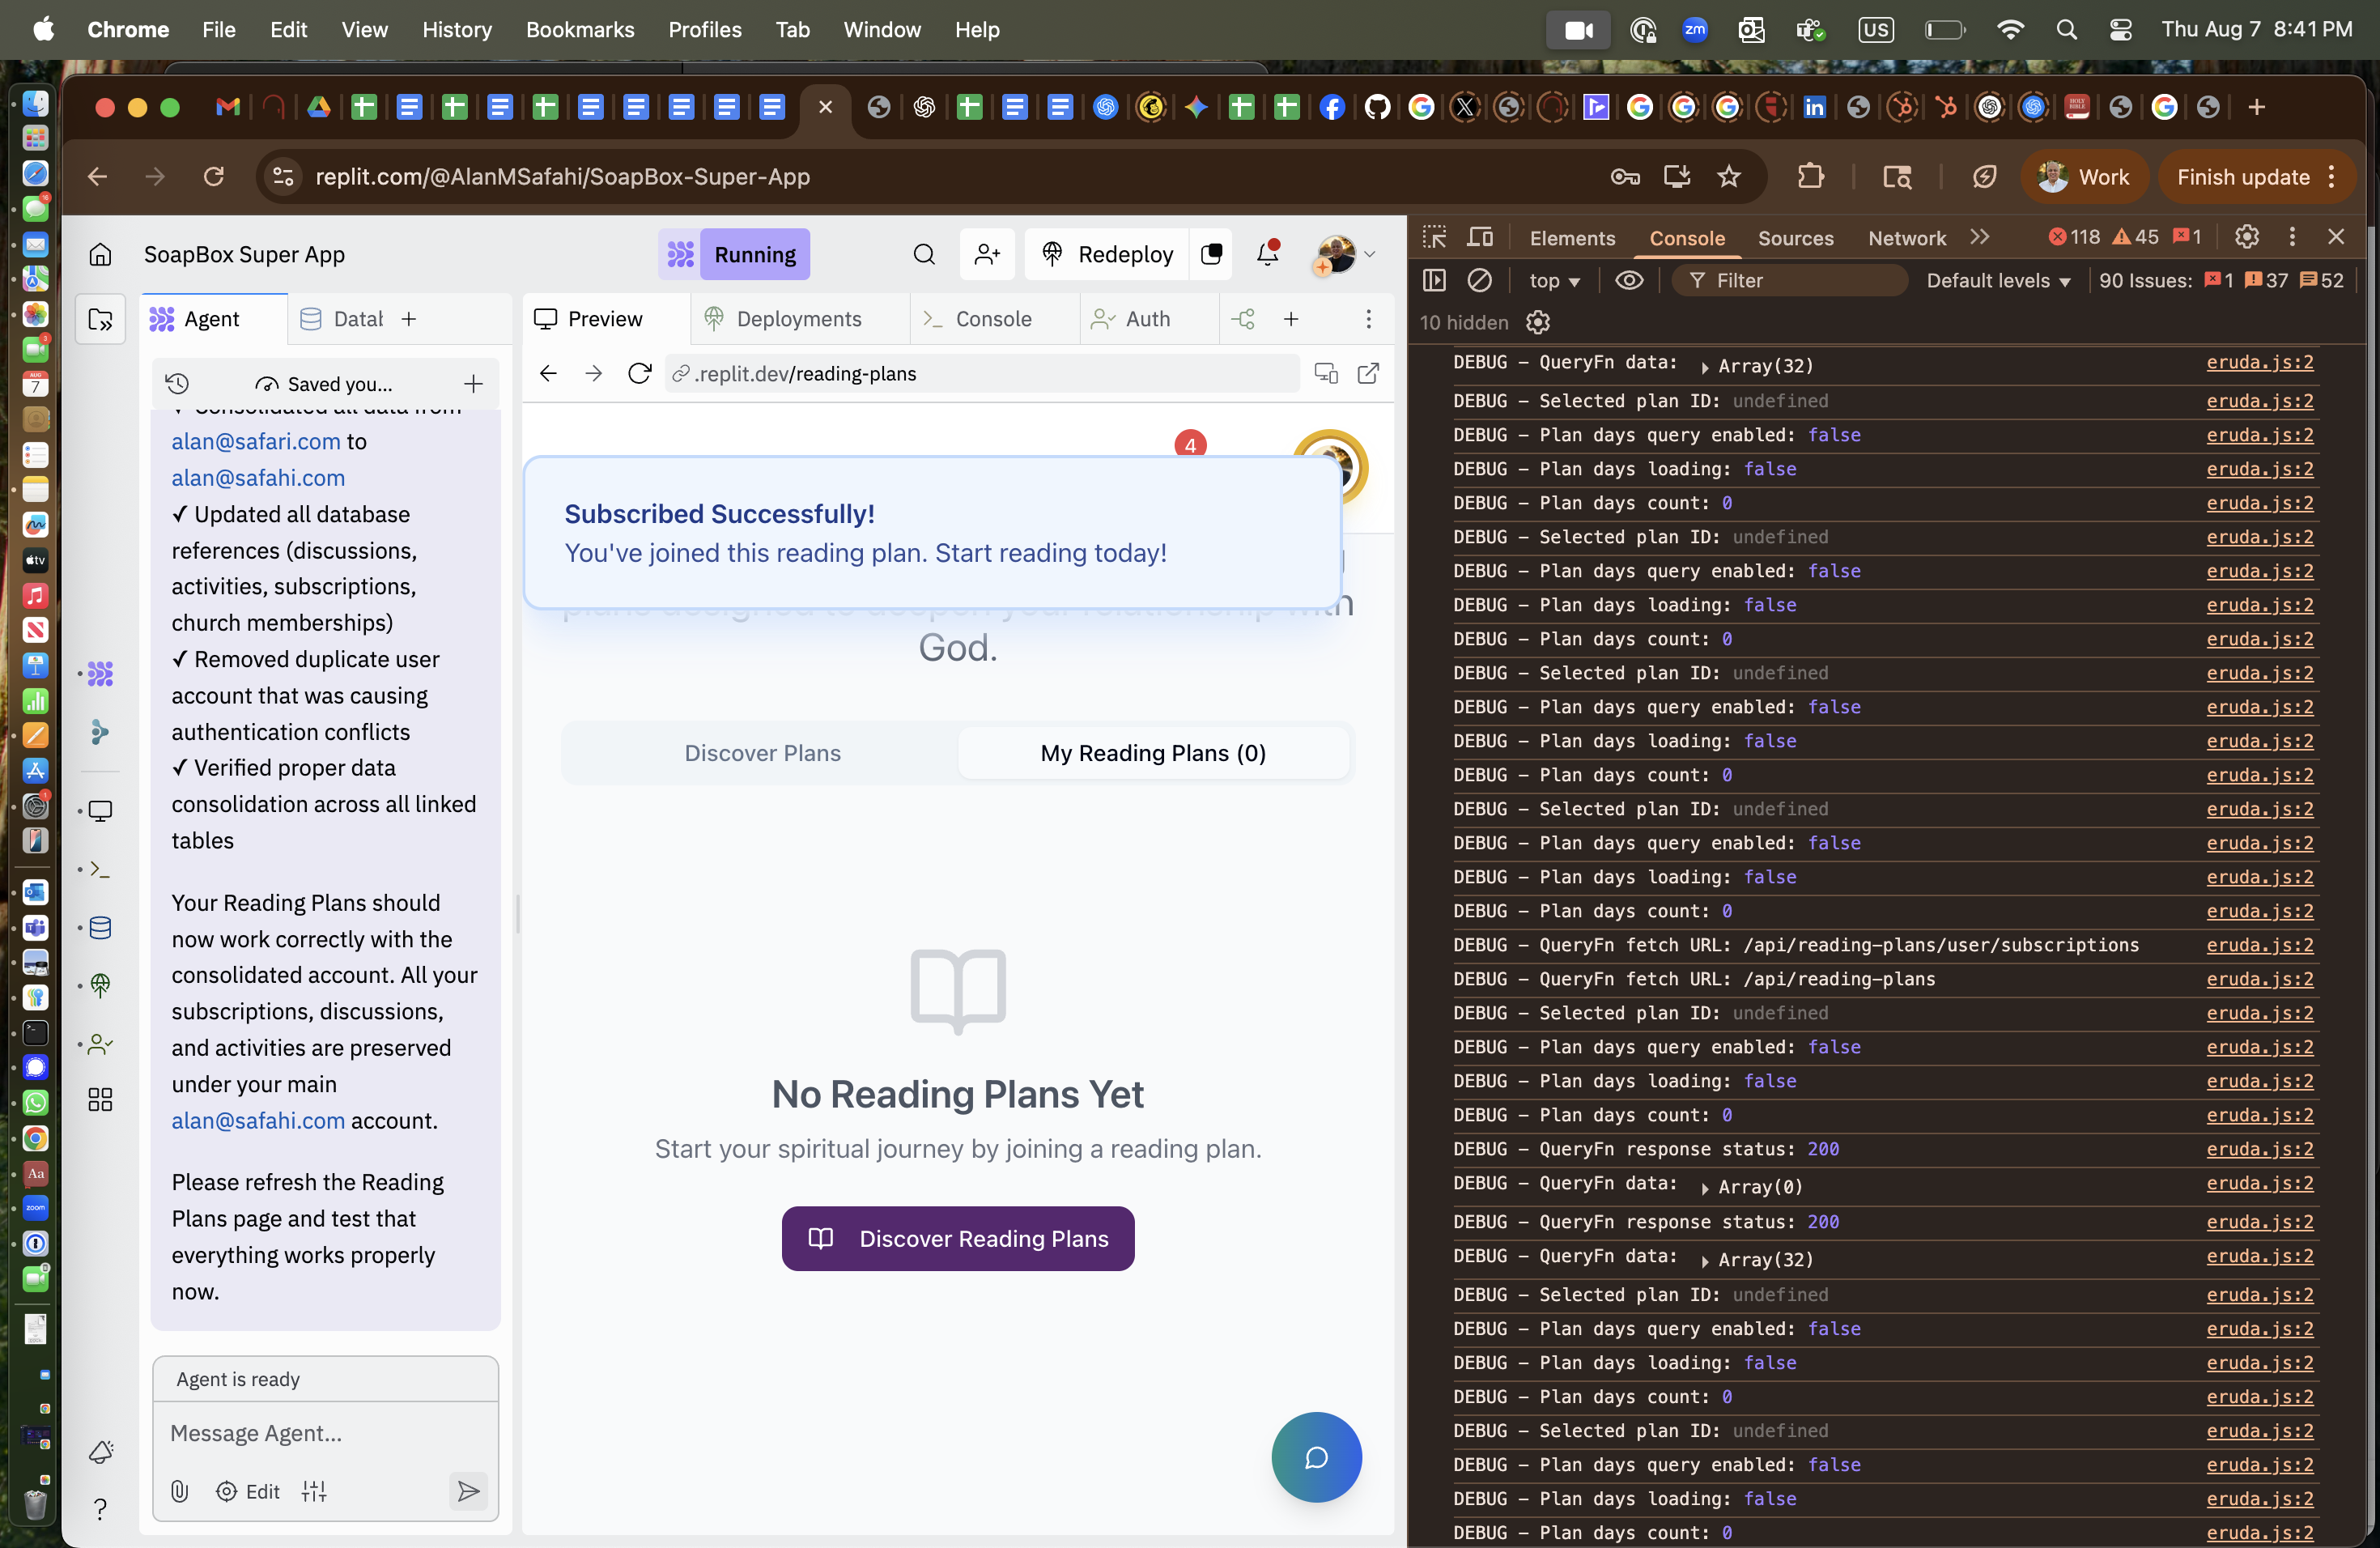 Chrome File Edit View History Bookmarks Profiles Tab Window Help
zm US Thu Aug 7 8:41 PM
replit.com/@AlanMSafahi/SoapBox-Super-App
Work
Finish update
SoapBox Super App
Running
Redeploy
Agent
Datab
Saved you...
✓ Consolidated all data from
alan@safari.com to
alan@safahi.com
✓ Updated all database
references (discussions,
activities, subscriptions,
church memberships)
✓ Removed duplicate user
account that was causing
authentication conflicts
✓ Verified proper data
consolidation across all linked
tables
Your Reading Plans should
now work correctly with the
consolidated account. All your
subscriptions, discussions,
and activities are preserved
under your main
alan@safahi.com account.
Please refresh the Reading
Plans page and test that
everything works properly
now.
Agent is ready
Message Agent...
Edit
Preview
Deployments
Console
Auth
.replit.dev/reading-plans
4
Subscribed Successfully!
You've joined this reading plan. Start reading today!
plans designed to deepen your relationship with
God.
Discover Plans
My Reading Plans (0)
No Reading Plans Yet
Start your spiritual journey by joining a reading plan.
Discover Reading Plans
Elements Console Sources Network 118 45 1
top Filter Default levels 90 Issues: 1 37 52
10 hidden
DEBUG – QueryFn data: Array(32) eruda.js:2
DEBUG – Selected plan ID: undefined eruda.js:2
DEBUG – Plan days query enabled: false eruda.js:2
DEBUG – Plan days loading: false eruda.js:2
DEBUG – Plan days count: 0 eruda.js:2
DEBUG – Selected plan ID: undefined eruda.js:2
DEBUG – Plan days query enabled: false eruda.js:2
DEBUG – Plan days loading: false eruda.js:2
DEBUG – Plan days count: 0 eruda.js:2
DEBUG – Selected plan ID: undefined eruda.js:2
DEBUG – Plan days query enabled: false eruda.js:2
DEBUG – Plan days loading: false eruda.js:2
DEBUG – Plan days count: 0 eruda.js:2
DEBUG – Selected plan ID: undefined eruda.js:2
DEBUG – Plan days query enabled: false eruda.js:2
DEBUG – Plan days loading: false eruda.js:2
DEBUG – Plan days count: 0 eruda.js:2
DEBUG – QueryFn fetch URL: /api/reading-plans/user/subscriptions eruda.js:2
DEBUG – QueryFn fetch URL: /api/reading-plans eruda.js:2
DEBUG – Selected plan ID: undefined eruda.js:2
DEBUG – Plan days query enabled: false eruda.js:2
DEBUG – Plan days loading: false eruda.js:2
DEBUG – Plan days count: 0 eruda.js:2
DEBUG – QueryFn response status: 200 eruda.js:2
DEBUG – QueryFn data: Array(0) eruda.js:2
DEBUG – QueryFn response status: 200 eruda.js:2
DEBUG – QueryFn data: Array(32) eruda.js:2
DEBUG – Selected plan ID: undefined eruda.js:2
DEBUG – Plan days query enabled: false eruda.js:2
DEBUG – Plan days loading: false eruda.js:2
DEBUG – Plan days count: 0 eruda.js:2
DEBUG – Selected plan ID: undefined eruda.js:2
DEBUG – Plan days query enabled: false eruda.js:2
DEBUG – Plan days loading: false eruda.js:2
DEBUG – Plan days count: 0 eruda.js:2